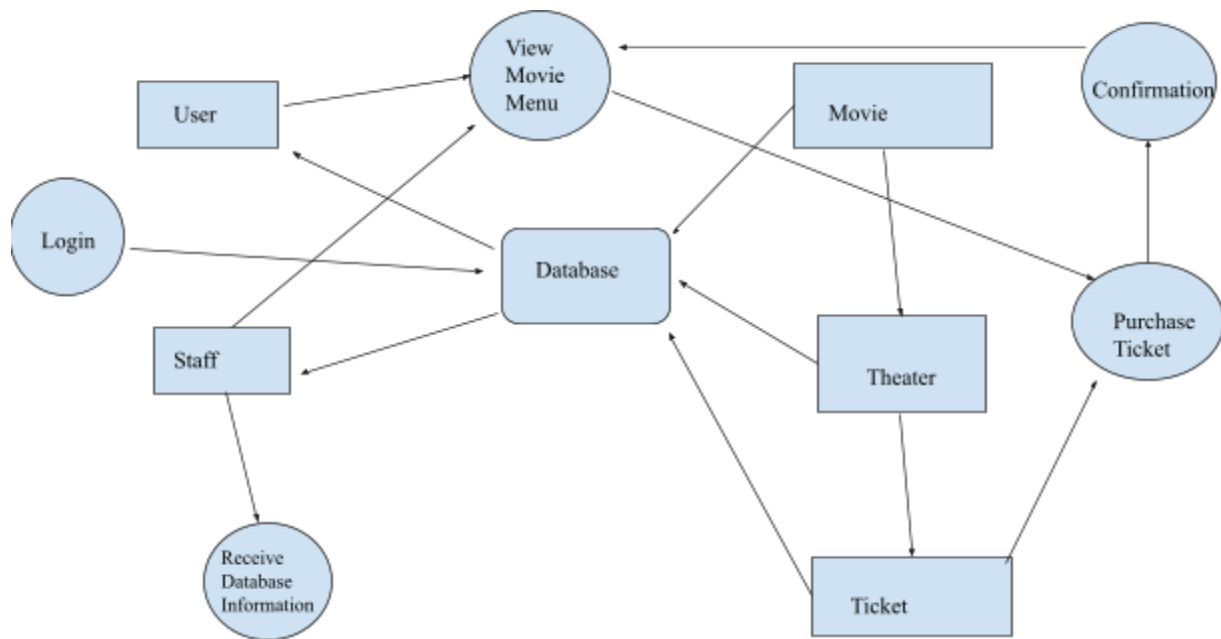 View
Movie
Menu
Confirmation
User
Movie
Login
Database
Purchase
Ticket
Staff
Theater
Receive
Database
Information
Ticket